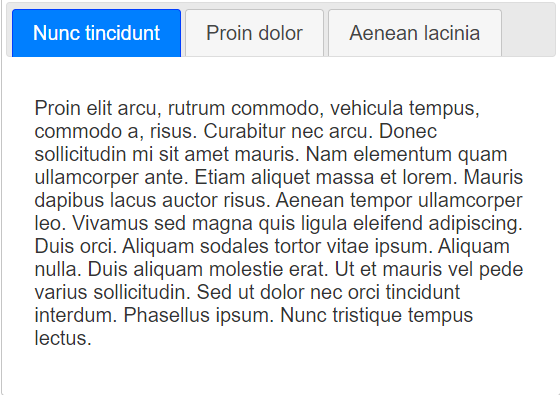 Nunc tincidunt Proin dolor Aenean lacinia
Proin elit arcu, rutrum commodo, vehicula tempus,
commodo a, risus. Curabitur nec arcu. Donec
sollicitudin mi sit amet mauris. Nam elementum quam
ullamcorper ante. Etiam aliquet massa et lorem. Mauris
dapibus lacus auctor risus. Aenean tempor ullamcorper
leo. Vivamus sed magna quis ligula eleifend adipiscing.
Duis orci. Aliquam sodales tortor vitae ipsum. Aliquam
nulla. Duis aliquam molestie erat. Ut et mauris vel pede
varius sollicitudin. Sed ut dolor nec orci tincidunt
interdum. Phasellus ipsum. Nunc tristique tempus
lectus.